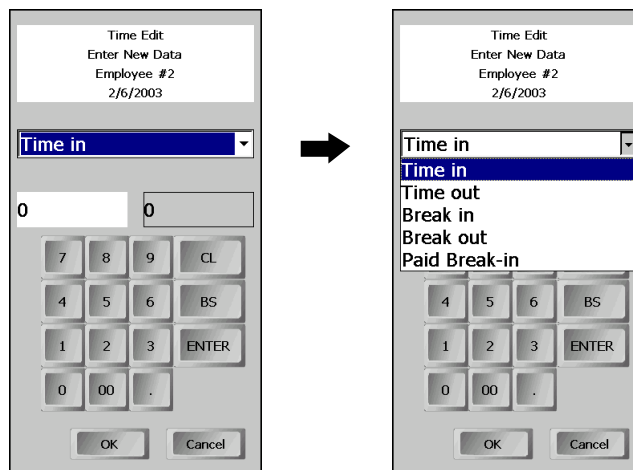 Time Edit
Enter New Data
Employee #2
2/6/2003
Time in
0 0
7 8 9 CL
4 5 6 BS
1 2 3 ENTER
0 00 .
OK Cancel
Time Edit
Enter New Data
Employee #2
2/6/2003
Time in
Time in
Time out
Break in
Break out
Paid Break-in
4 5 6 BS
1 2 3 ENTER
0 00 .
OK Cancel